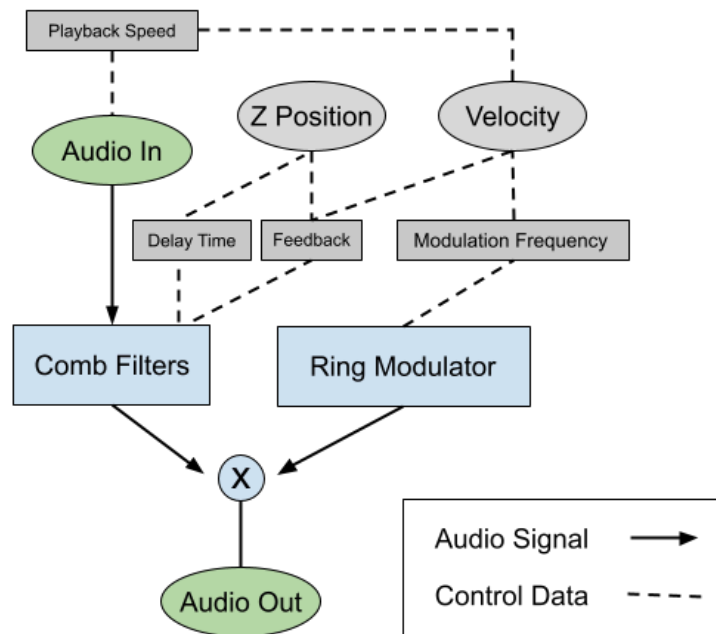 Playback Speed
Z Position
Velocity
Audio In
Delay Time
Feedback
Modulation Frequency
Comb Filters
Ring Modulator
X
Audio Signal
Control Data
Audio Out